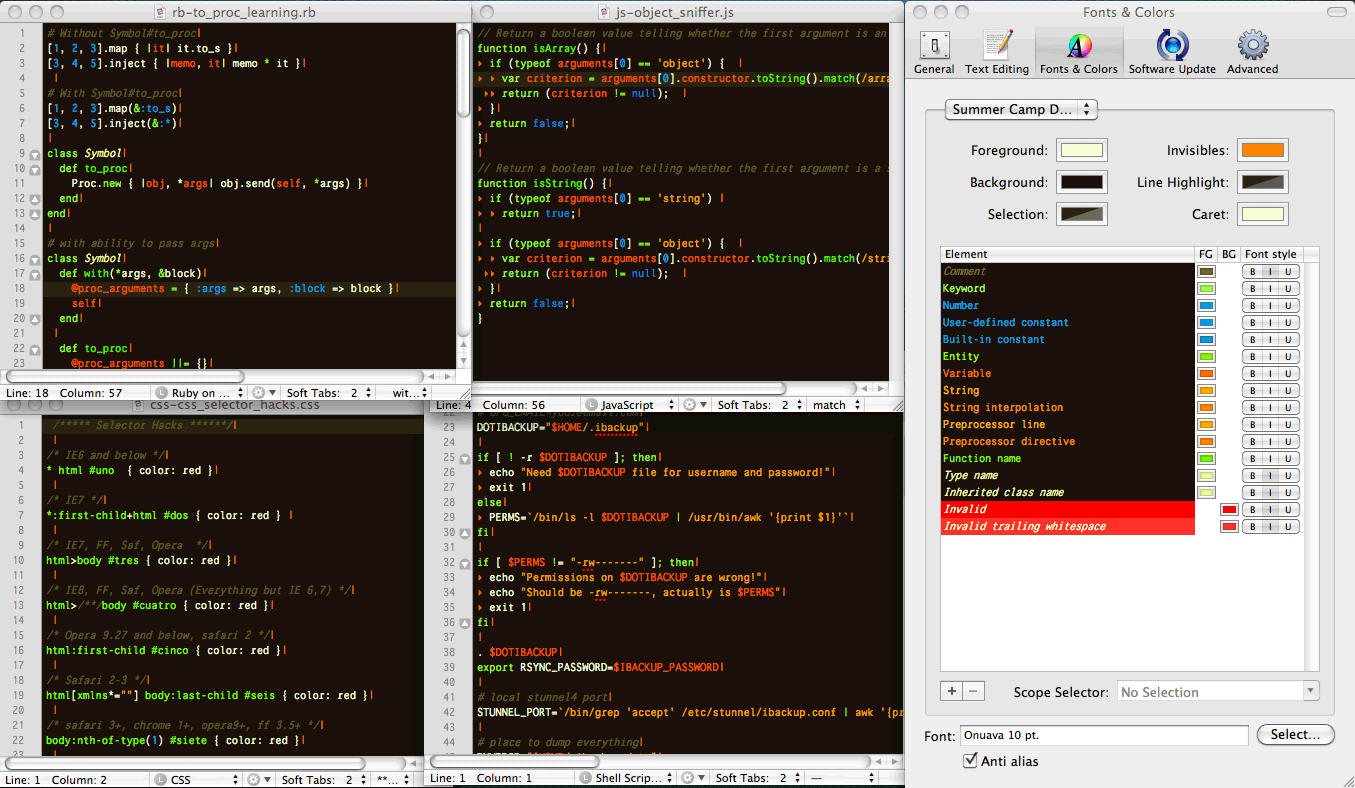 rb-to_proc_learning.rb
1 # Without Symbol#to_proc
2 [1, 2, 3].map { |it| it.to_s }
3 [3, 4, 5].inject { |memo, it| memo * it }
4
5 # With Symbol#to_proc
6 [1, 2, 3].map(&:to_s)
7 [3, 4, 5].inject(&:*)
8
9 class Symbol
10 def to_proc
11 Proc.new { |obj, *args| obj.send(self, *args) }
12 end
13 end
14
15 # with ability to pass args
16 class Symbol
17 def with(*args, &block)
18 @proc_arguments = { :args => args, :block => block }
19 self
20 end
21
22 def to_proc
23 @proc_arguments ||= {}
Line: 18 Column: 57 L Ruby on ... Soft Tabs: 2 wit...
js-object_sniffer.js
// Return a boolean value telling whether the first argument is an
function isArray() {
if (typeof arguments[0] == 'object') {
var criterion = arguments[0].constructor.toString().match(/arra
return (criterion != null);
}
return false;
}
// Return a boolean value telling whether the first argument is a s
function isString() {
if (typeof arguments[0] == 'string')
return true;
if (typeof arguments[0] == 'object') {
var criterion = arguments[0].constructor.toString().match(/stri
return (criterion != null);
}
return false;
}
Line: 4 Column: 56 L JavaScript Soft Tabs: 2 match
css-css_selector_hacks.css
1 /***** Selector Hacks ******/
2
3 /* IE6 and below */
4 * html #uno { color: red }
5
6 /* IE7 */
7 *:first-child+html #dos { color: red }
8
9 /* IE7, FF, Saf, Opera */
10 html>body #tres { color: red }
11
12 /* IE8, FF, Saf, Opera (Everything but IE 6,7) */
13 html>/**/body #cuatro { color: red }
14
15 /* Opera 9.27 and below, safari 2 */
16 html:first-child #cinco { color: red }
17
18 /* Safari 2-3 */
19 html[xmlns*=""] body:last-child #seis { color: red }
20
21 /* safari 3+, chrome 1+, opera9+, ff 3.5+ */
22 body:nth-of-type(1) #siete { color: red }
23
Line: 1 Column: 2 L CSS Soft Tabs: 2 **...
22
23 DOTIBACKUP="$HOME/.ibackup"
24
25 if [ ! -r $DOTIBACKUP ]; then
26 echo "Need $DOTIBACKUP file for username and password!"
27 exit 1
28 else
29 PERMS=`/bin/ls -l $DOTIBACKUP | /usr/bin/awk '{print $1}'`
30 fi
31
32 if [ $PERMS != "-rw-------" ]; then
33 echo "Permissions on $DOTIBACKUP are wrong!"
34 echo "Should be -rw-------, actually is $PERMS"
35 exit 1
36 fi
37
38 . $DOTIBACKUP
39 export RSYNC_PASSWORD=$IBACKUP_PASSWORD
40
41 # local stunnel4 port
42 STUNNEL_PORT=`/bin/grep 'accept' /etc/stunnel/ibackup.conf | awk '{pr
43
44 # place to dump everything
Line: 1 Column: 1 L Shell Scrip... Soft Tabs: 2 —
Fonts & Colors
General Text Editing Fonts & Colors Software Update Advanced
Summer Camp D...
Foreground: Invisibles:
Background: Line Highlight:
Selection: Caret:
Element FG BG Font style
Comment B I U
Keyword B I U
Number B I U
User-defined constant B I U
Built-in constant B I U
Entity B I U
Variable B I U
String B I U
String interpolation B I U
Preprocessor line B I U
Preprocessor directive B I U
Function name B I U
Type name B I U
Inherited class name B I U
Invalid B I U
Invalid trailing whitespace B I U
+ − Scope Selector: No Selection
Font: Onuava 10 pt. Select...
Anti alias